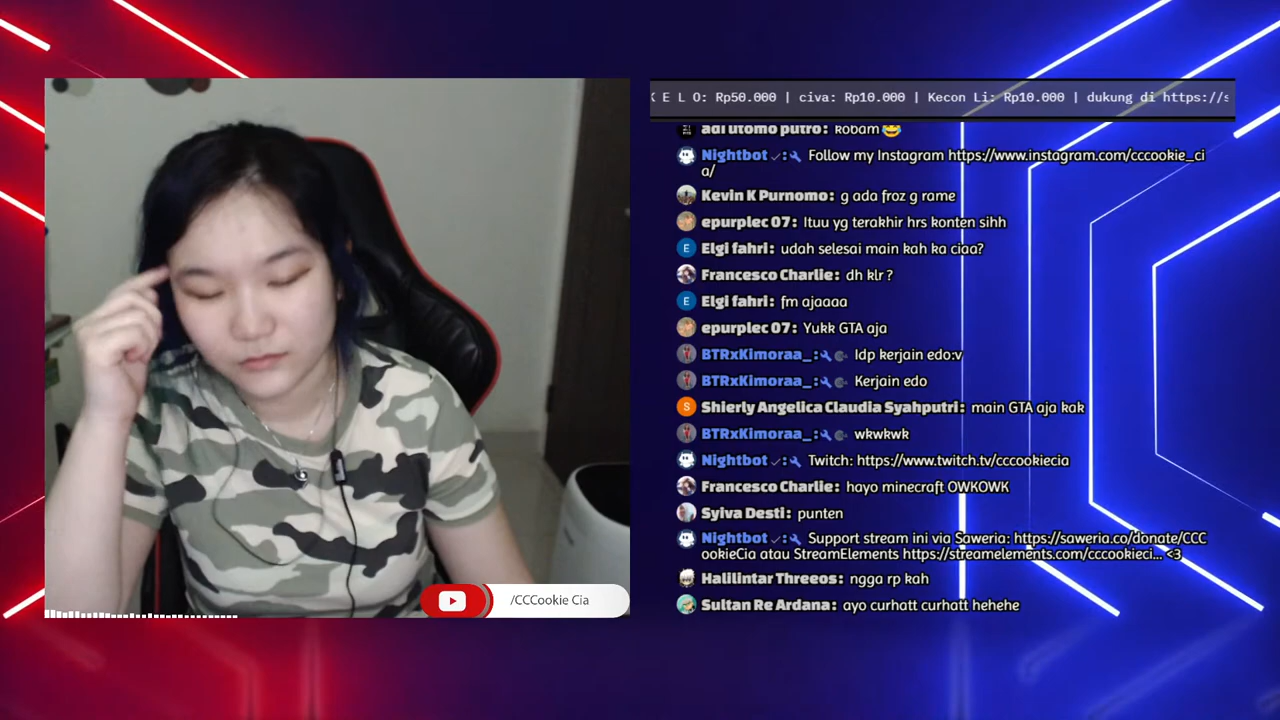 K E L O: Rp50.000 | civa: Rp10.000 | Kecon Li: Rp10.000 | dukung di https://s
adi utomo putro: kobam 😂
Nightbot: Follow my Instagram https://www.instagram.com/cccookie_ci
a/
Kevin K Purnomo: g ada froz g rame
epurplec 07: Ituu yg terakhir hrs konten sihh
Elgi fahri: udah selesai main kah ka ciaa?
Francesco Charlie: dh klr ?
Elgi fahri: fm ajaaaa
epurplec 07: Yukk GTA aja
BTRxKimoraa_: Idp kerjain edo:v
BTRxKimoraa_: Kerjain edo
Shierly Angelica Claudia Syahputri: main GTA aja kak
BTRxKimoraa_: wkwkwk
Nightbot: Twitch: https://www.twitch.tv/cccookiecia
Francesco Charlie: hayo minecraft OWKOWK
Syiva Desti: punten
Nightbot: Support stream ini via Saweria: https://saweria.co/donate/CCC
ookieCia atau StreamElements https://streamelements.com/cccookieci... <3
Halilintar Threeos: ngga rp kah
Sultan Re Ardana: ayo curhatt curhatt hehehe
/CCCookie Cia